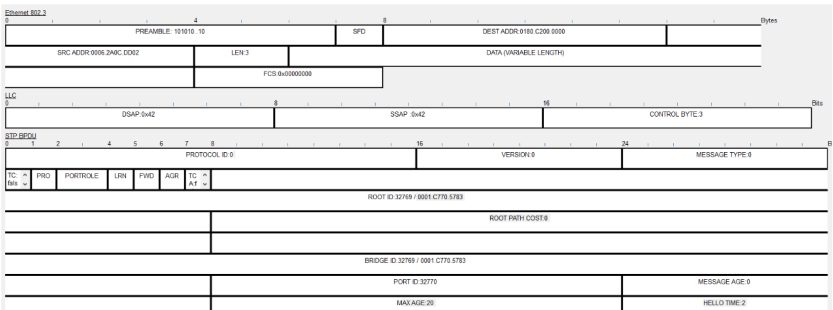 Ethernet 802.3
0 4 8 Bytes
PREAMBLE: 101010..10 SFD DEST ADDR:0180.C200.0000
SRC ADDR:0006.2A0C.DD02 LEN:3 DATA (VARIABLE LENGTH)
FCS:0x00000000
LLC
0 8 16 Bits
DSAP:0x42 SSAP :0x42 CONTROL BYTE:3
STP BPDU
0 1 2 4 5 6 7 8 16 24 B
PROTOCOL ID:0 VERSION:0 MESSAGE TYPE:0
TC: PRO PORTROLE LRN FWD AGR TC
fals A:f
ROOT ID:32769 / 0001.C770.5783
ROOT PATH COST:0
BRIDGE ID:32769 / 0001.C770.5783
PORT ID:32770 MESSAGE AGE:0
MAX AGE:20 HELLO TIME:2